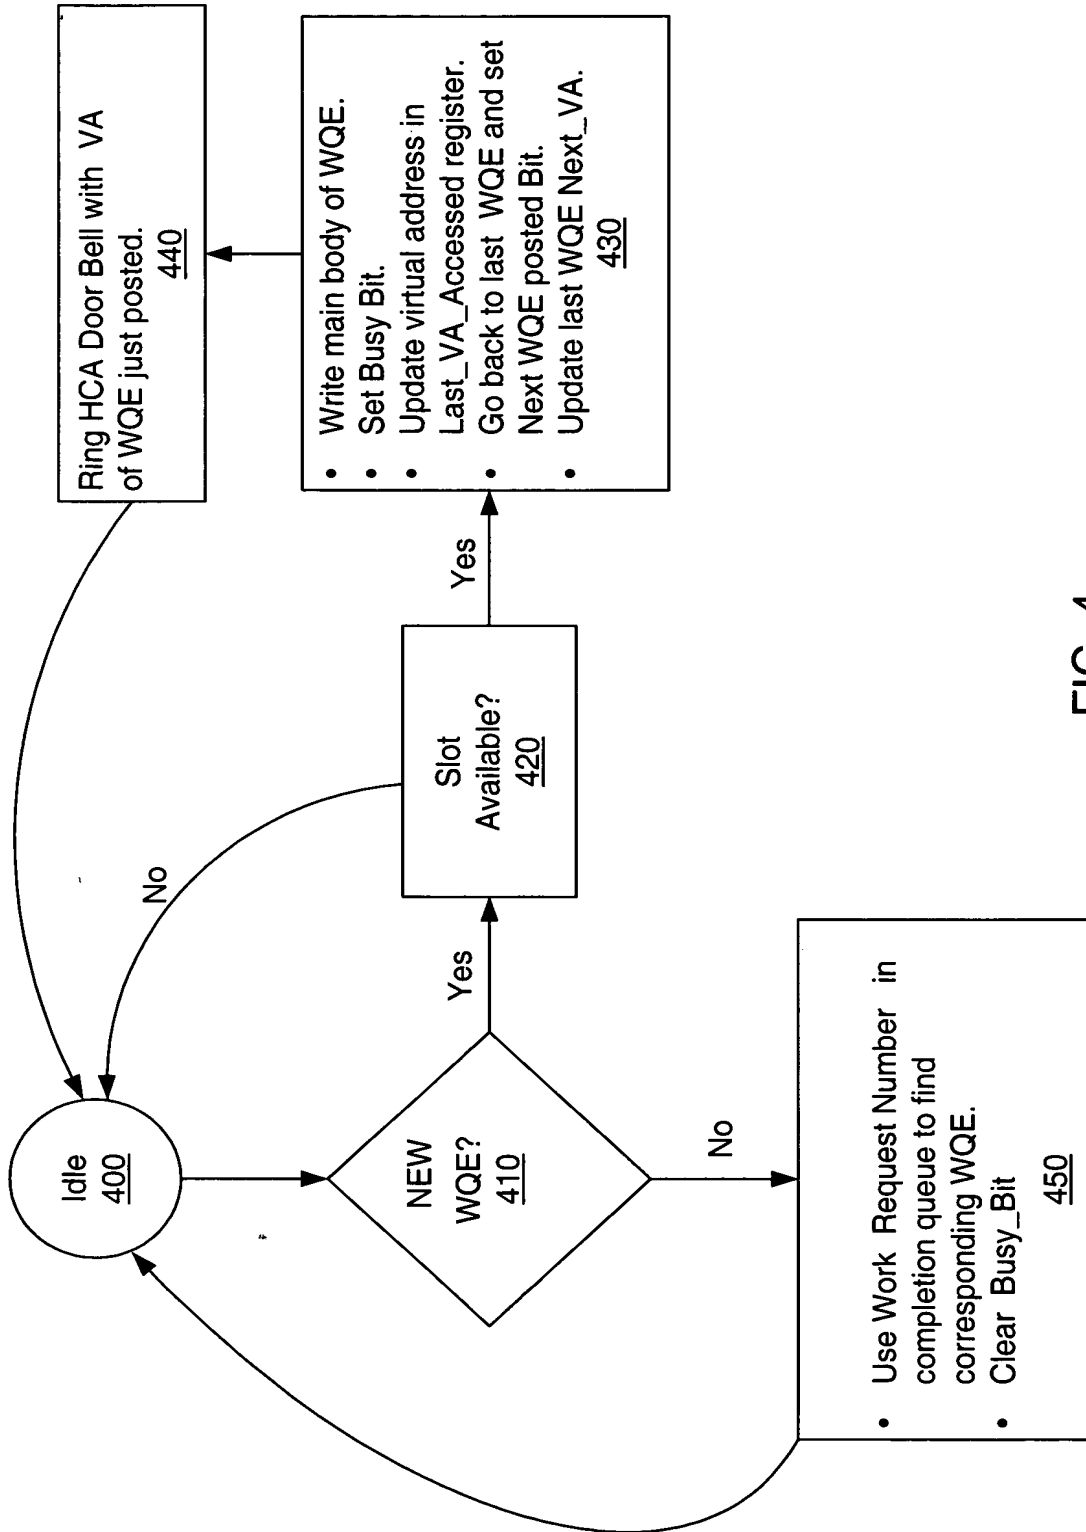 Idle
400
NEW
WQE?
410
Yes
No
Slot
Available?
420
Yes
No
• Write main body of WQE.
• Set Busy Bit.
• Update virtual address in
Last_VA_Accessed register.
• Go back to last WQE and set
Next WQE posted Bit.
• Update last WQE Next_VA.
430
Ring HCA Door Bell with VA
of WQE just posted.
440
• Use Work Request Number in
completion queue to find
corresponding WQE.
• Clear Busy_Bit
450
FIG. 4